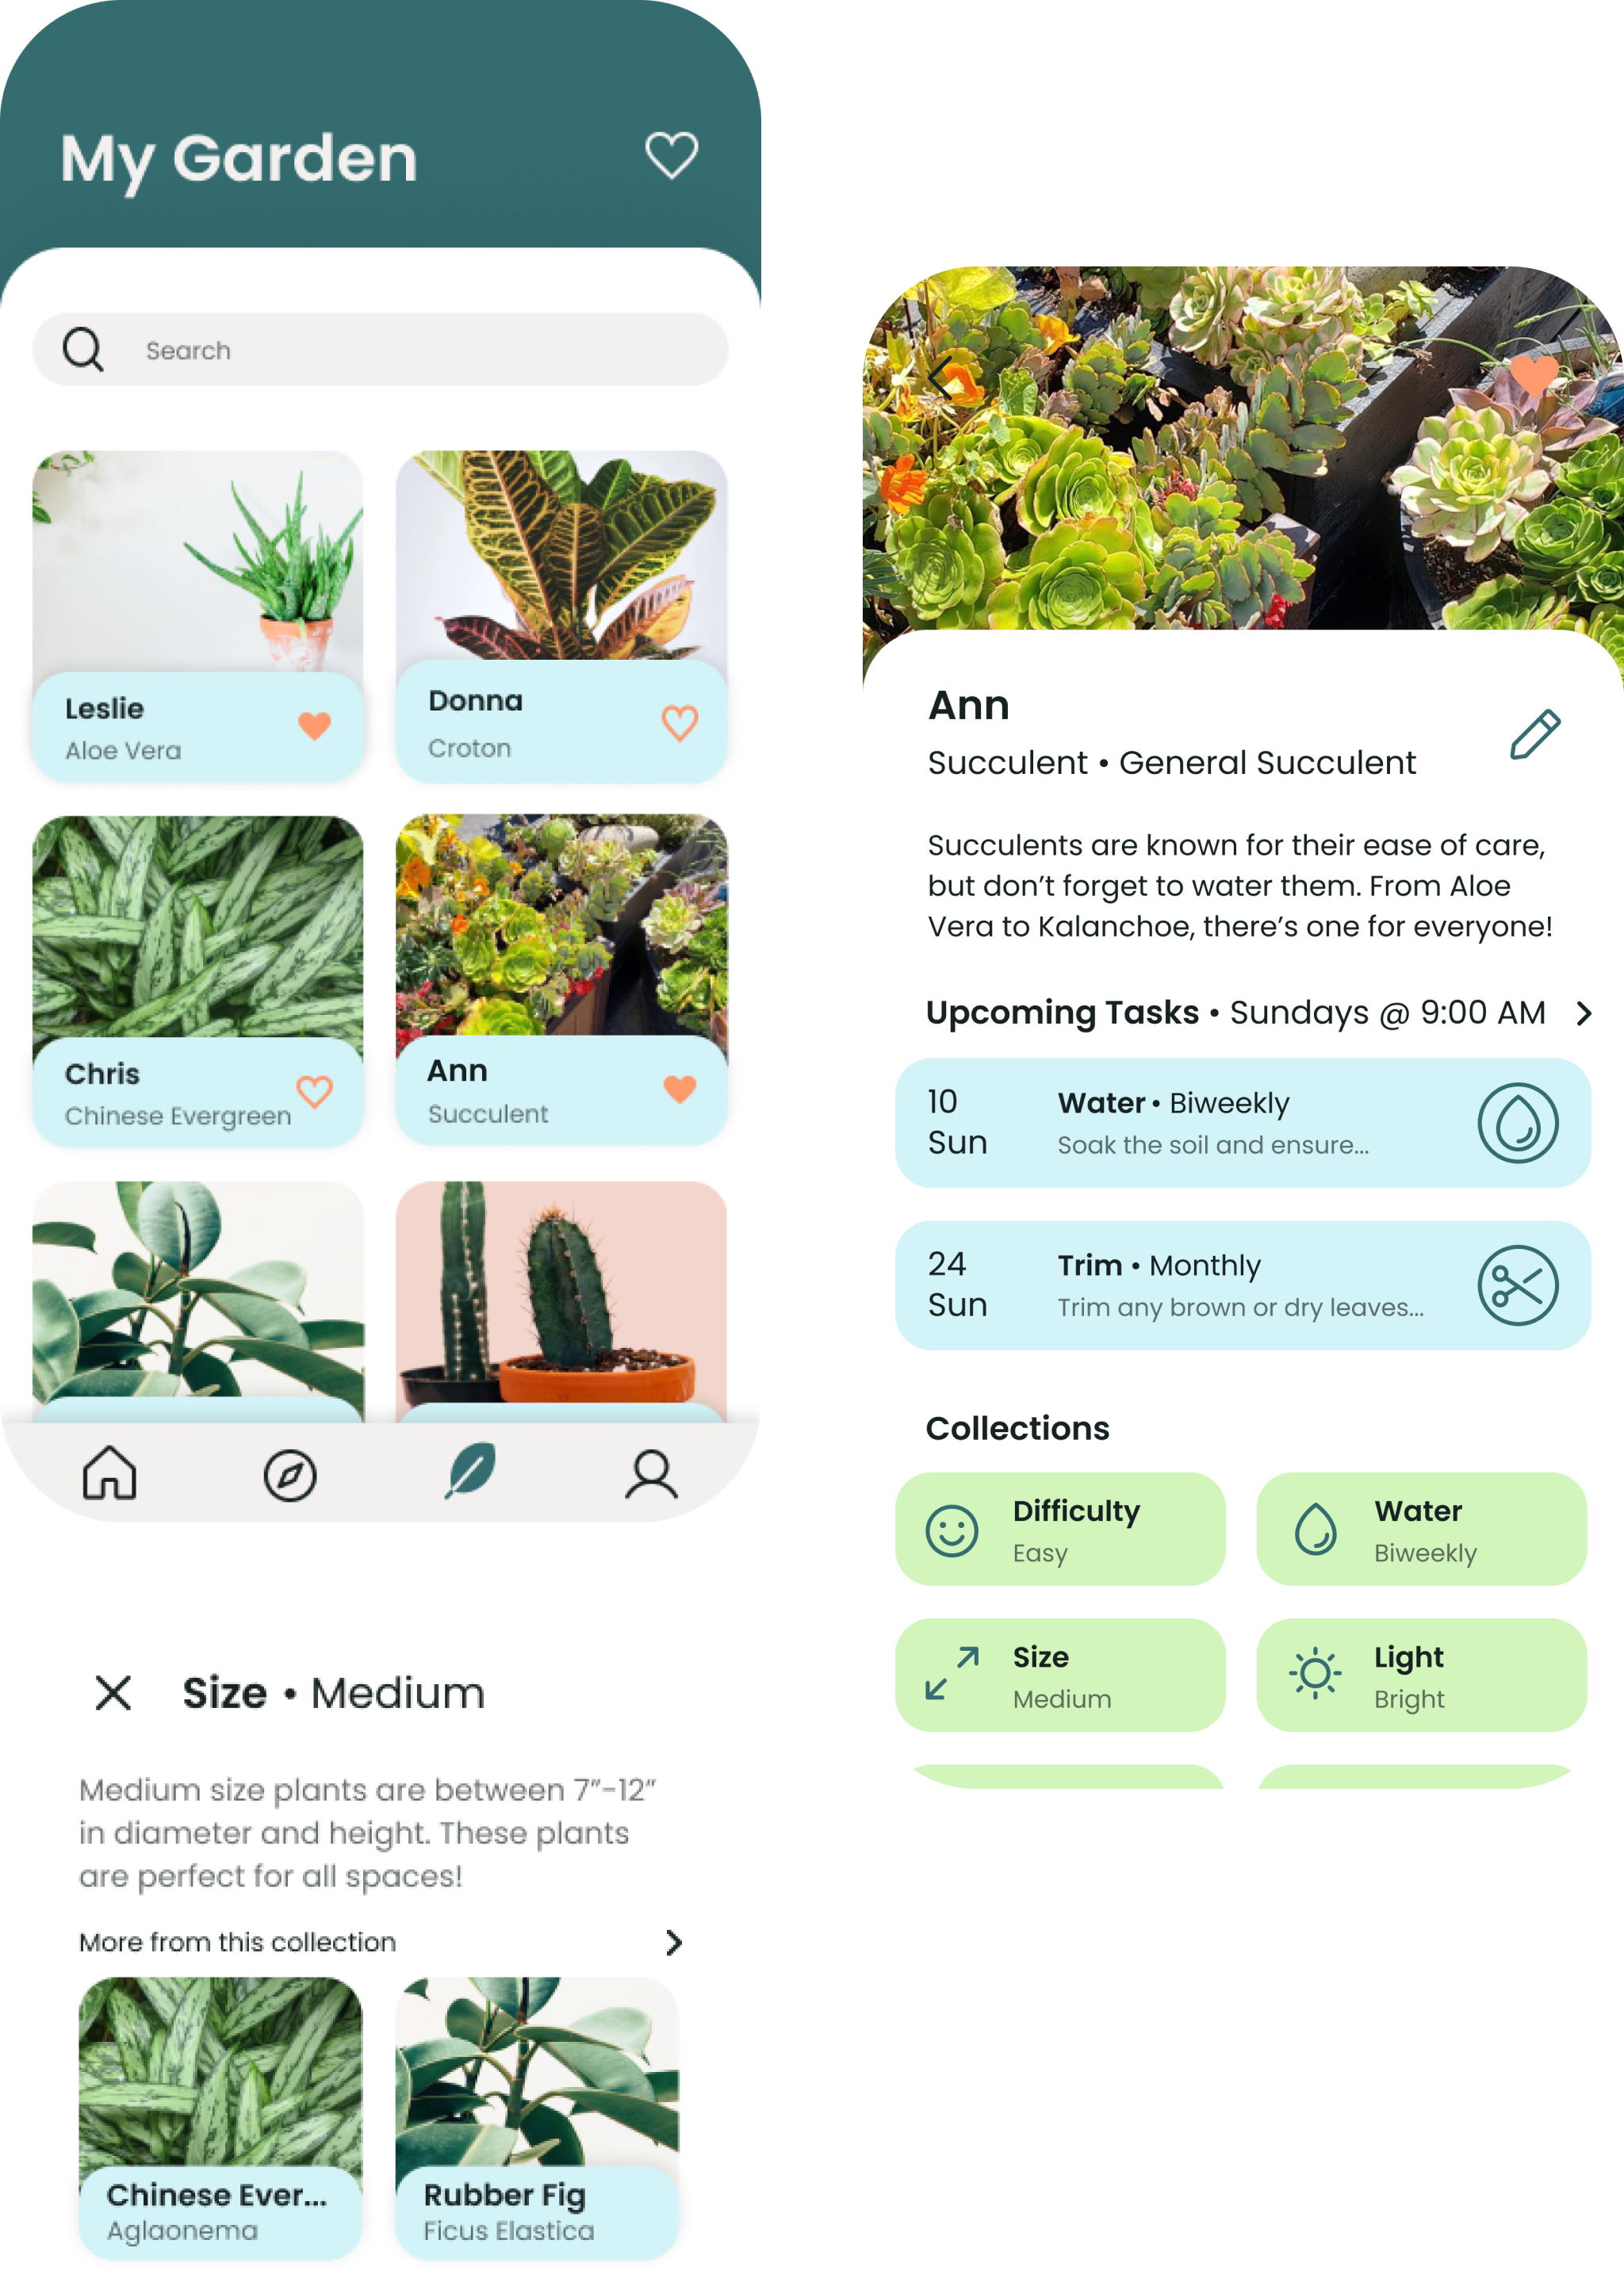 My Garden
Search
Leslie
Aloe Vera
Donna
Croton
Chris
Chinese Evergreen
Ann
Succulent
Size • Medium
Medium size plants are between 7”–12”
in diameter and height. These plants
are perfect for all spaces!
More from this collection
Chinese Ever...
Aglaonema
Rubber Fig
Ficus Elastica
Ann
Succulent • General Succulent
Succulents are known for their ease of care,
but don’t forget to water them. From Aloe
Vera to Kalanchoe, there’s one for everyone!
Upcoming Tasks • Sundays @ 9:00 AM
10
Sun
Water • Biweekly
Soak the soil and ensure...
24
Sun
Trim • Monthly
Trim any brown or dry leaves...
Collections
Difficulty
Easy
Water
Biweekly
Size
Medium
Light
Bright